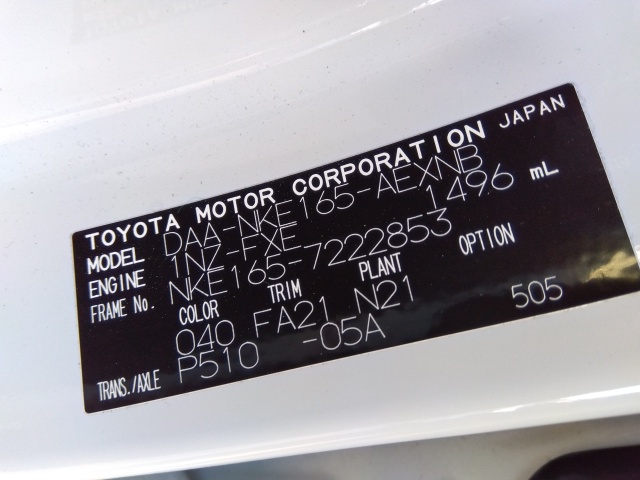 TOYOTA MOTOR CORPORATION JAPAN
MODEL DAA-NKE165-AEXNB
ENGINE 1NZ-FXE 1496 mL
FRAME No. NKE165-7222853
COLOR TRIM PLANT OPTION
040 FA21 N21
TRANS./AXLE P510 -05A 505